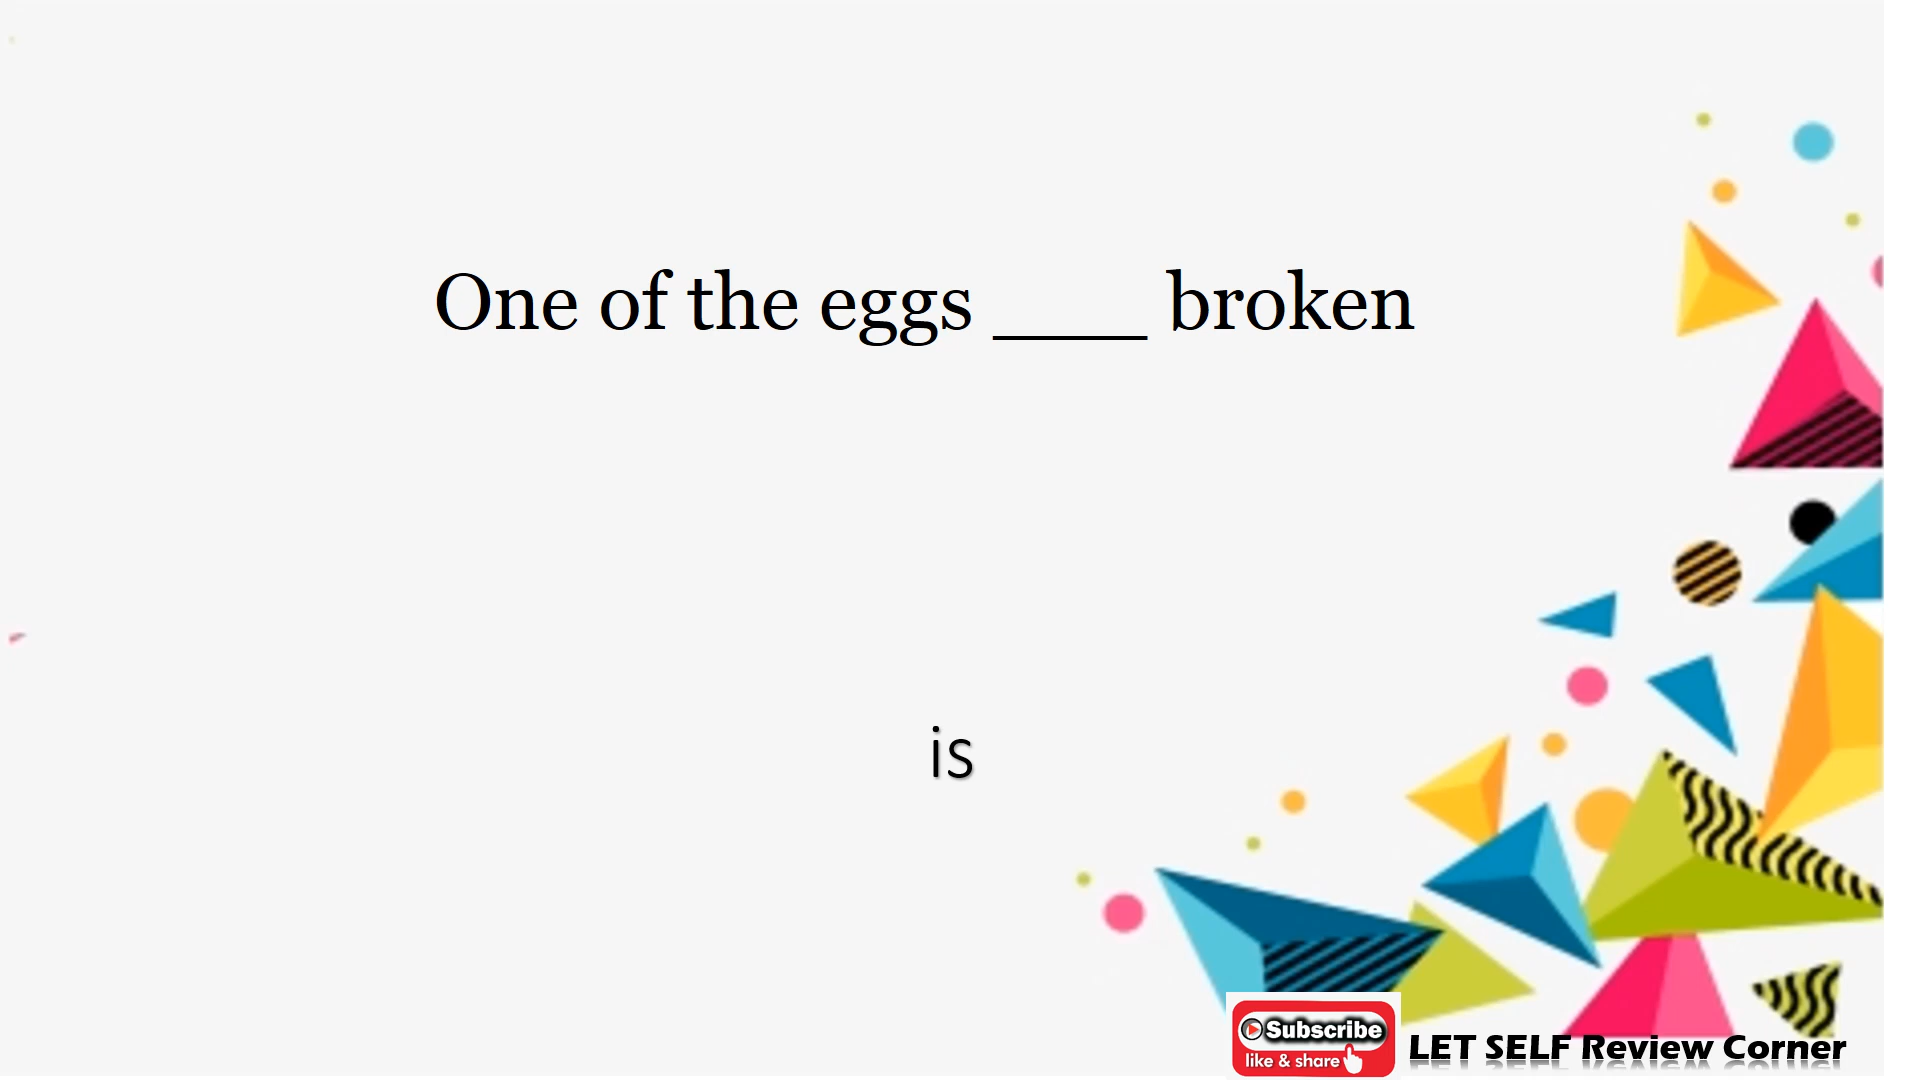 One of the eggs ____ broken
is
Subscribe
like & share
LET SELF Review Corner